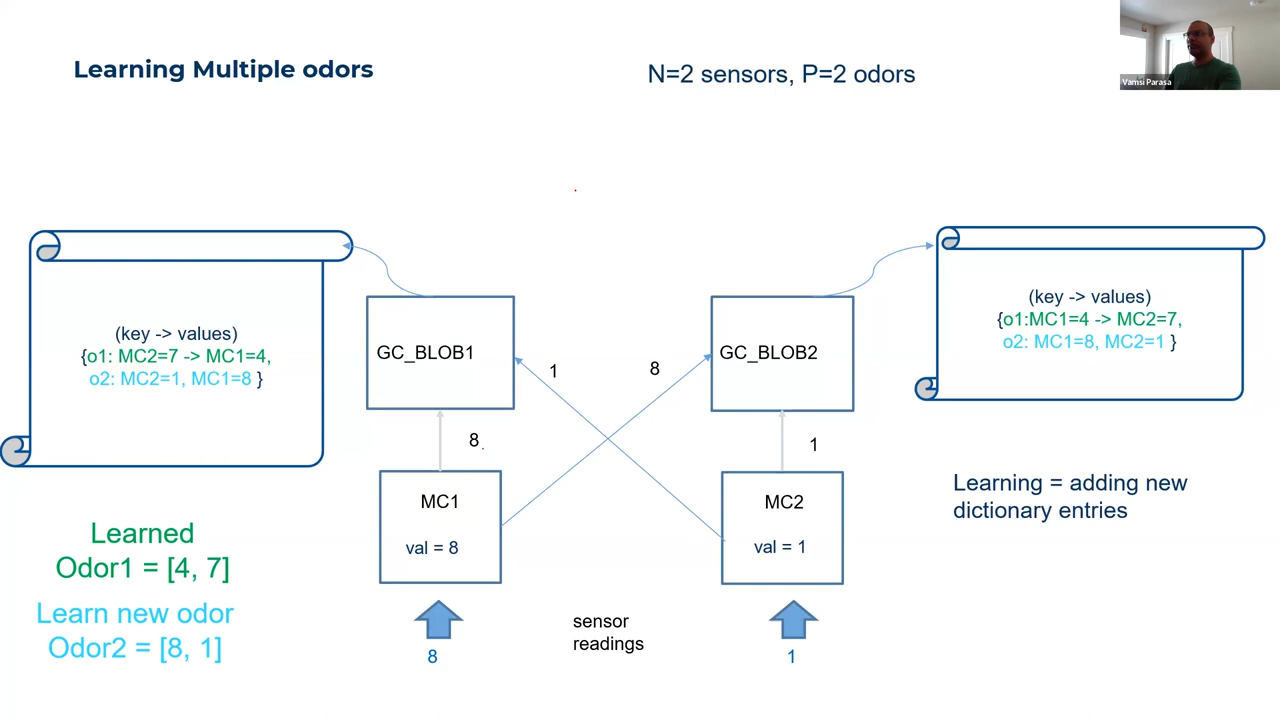 Learning Multiple odors
N=2 sensors, P=2 odors
Vamsi Parasa
(key -> values)
{o1: MC2=7 -> MC1=4,
o2: MC2=1, MC1=8 }
GC_BLOB1
1
8
GC_BLOB2
(key -> values)
{o1:MC1=4 -> MC2=7,
o2: MC1=8, MC2=1 }
8
1
MC1
val = 8
MC2
val = 1
Learning = adding new
dictionary entries
Learned
Odor1 = [4, 7]
Learn new odor
Odor2 = [8, 1]
sensor
readings
8
1